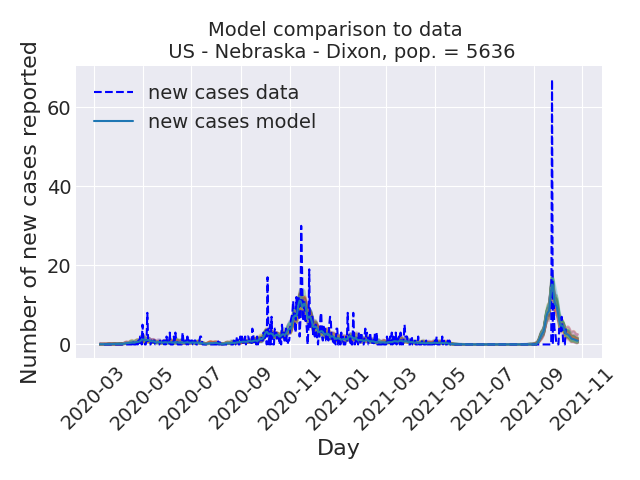 Model comparison to data
US - Nebraska - Dixon, pop. = 5636
Number of new cases reported
60
40
20
0
new cases data
new cases model
2020-03
2020-05
2020-07
2020-09
2020-11
2021-01
2021-03
2021-05
2021-07
2021-09
2021-11
Day